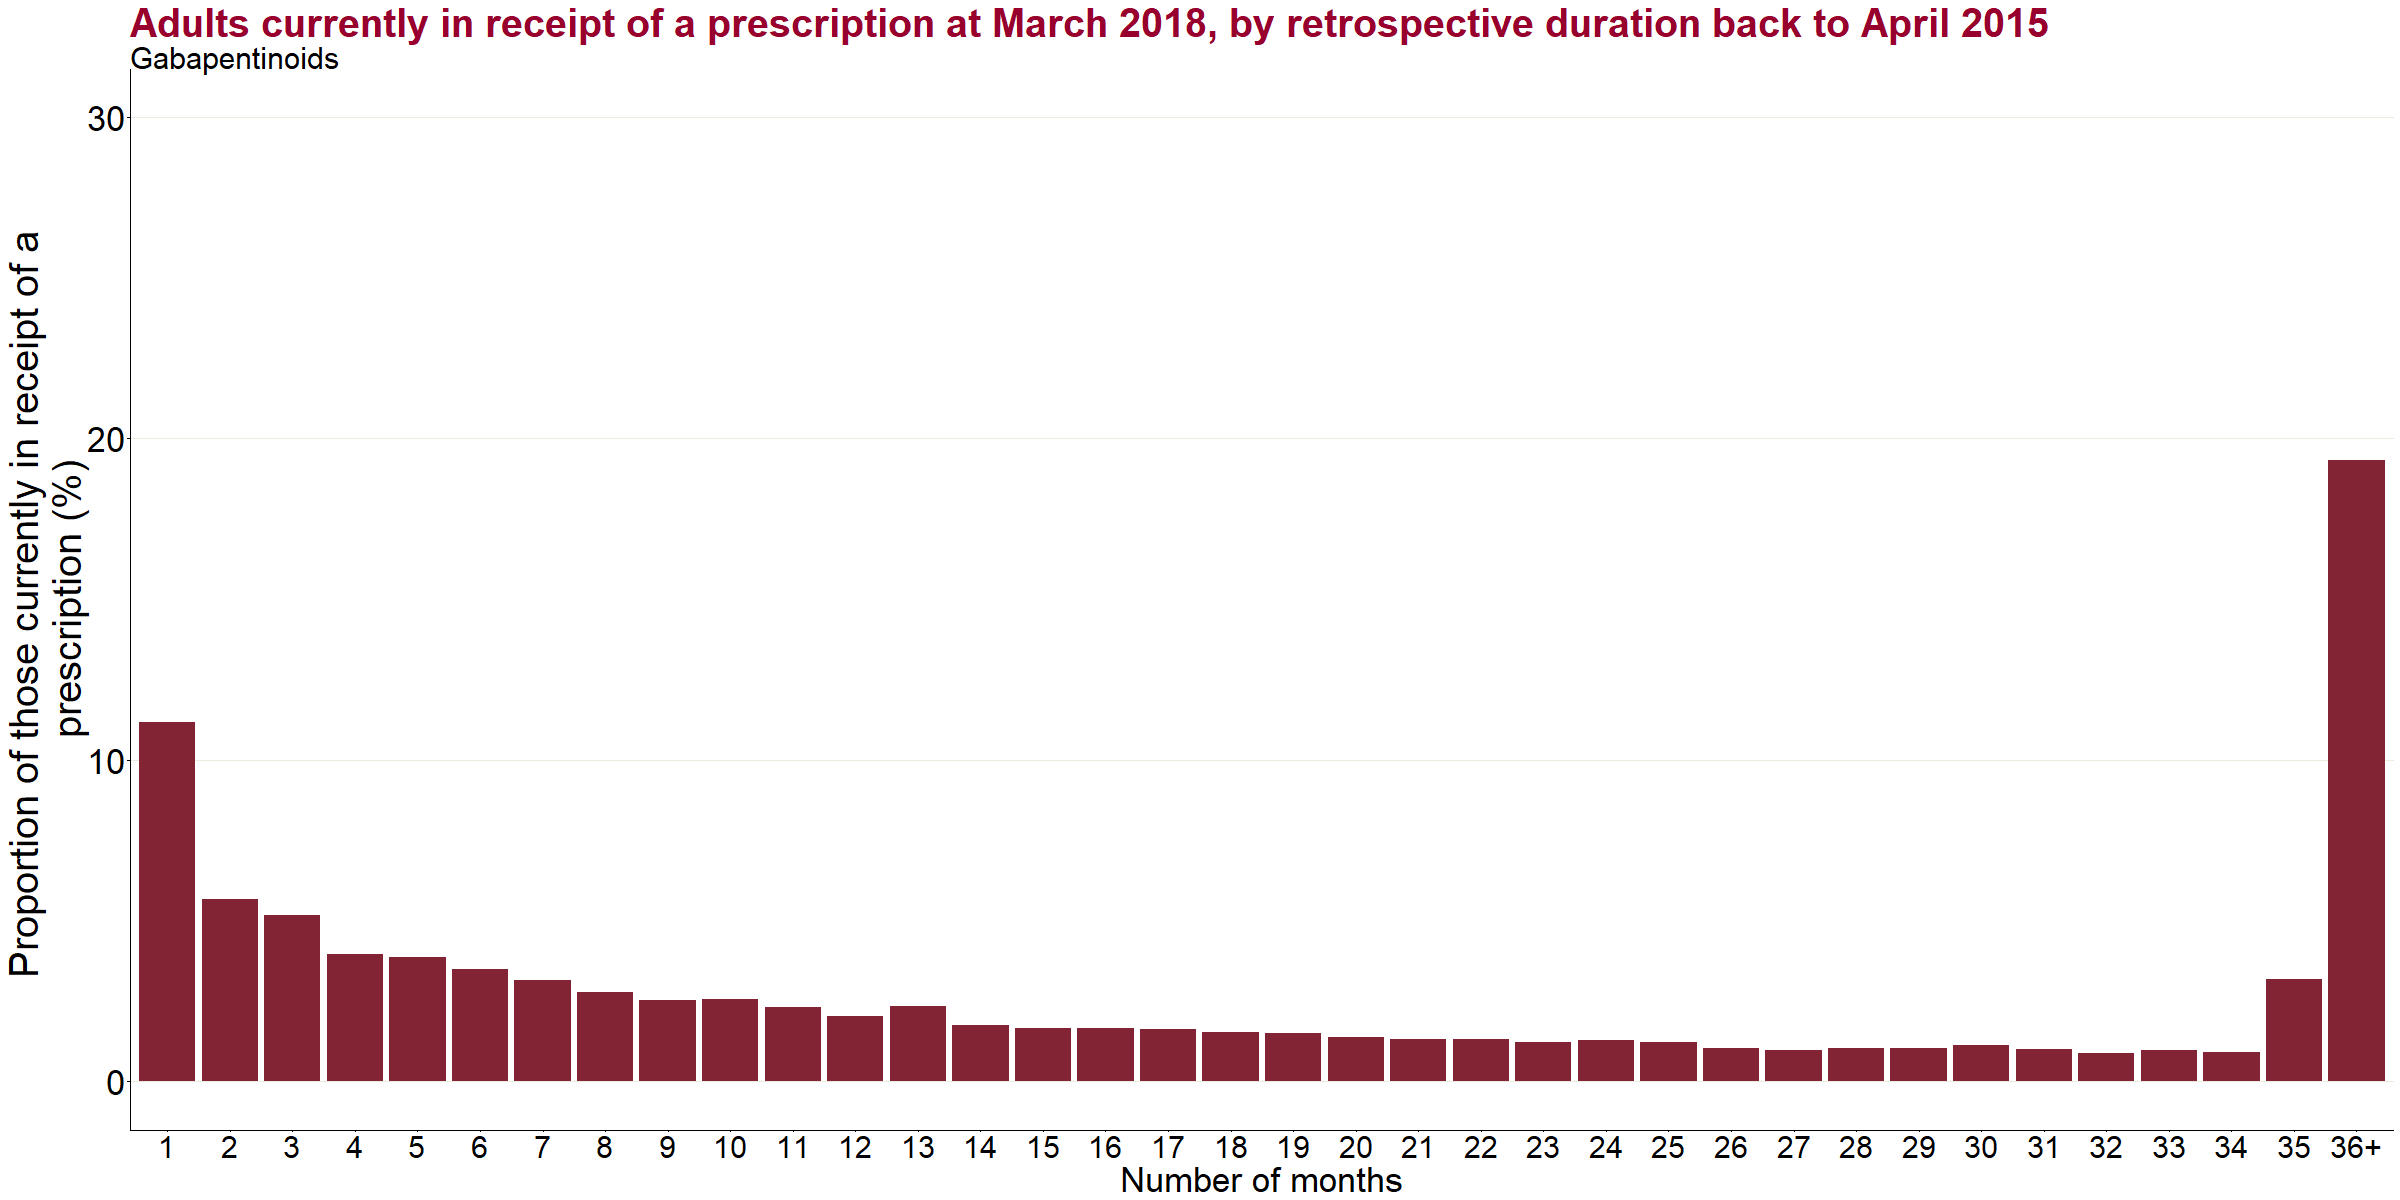 Adults currently in receipt of a prescription at March 2018, by retrospective duration back to April 2015
Gabapentinoids
Proportion of those currently in receipt of a
prescription (%)
30
20
10
0
1 2 3 4 5 6 7 8 9 10 11 12 13 14 15 16 17 18 19 20 21 22 23 24 25 26 27 28 29 30 31 32 33 34 35 36+
Number of months